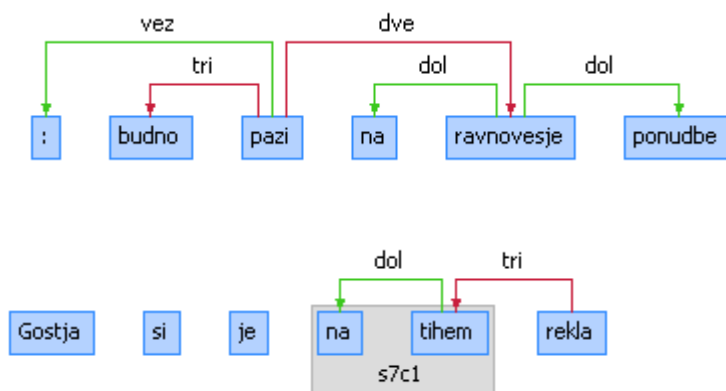 vez dve
tri dol dol
: budno pazi na ravnovesje ponudbe
dol tri
Gostja si je na tihem rekla
s7c1